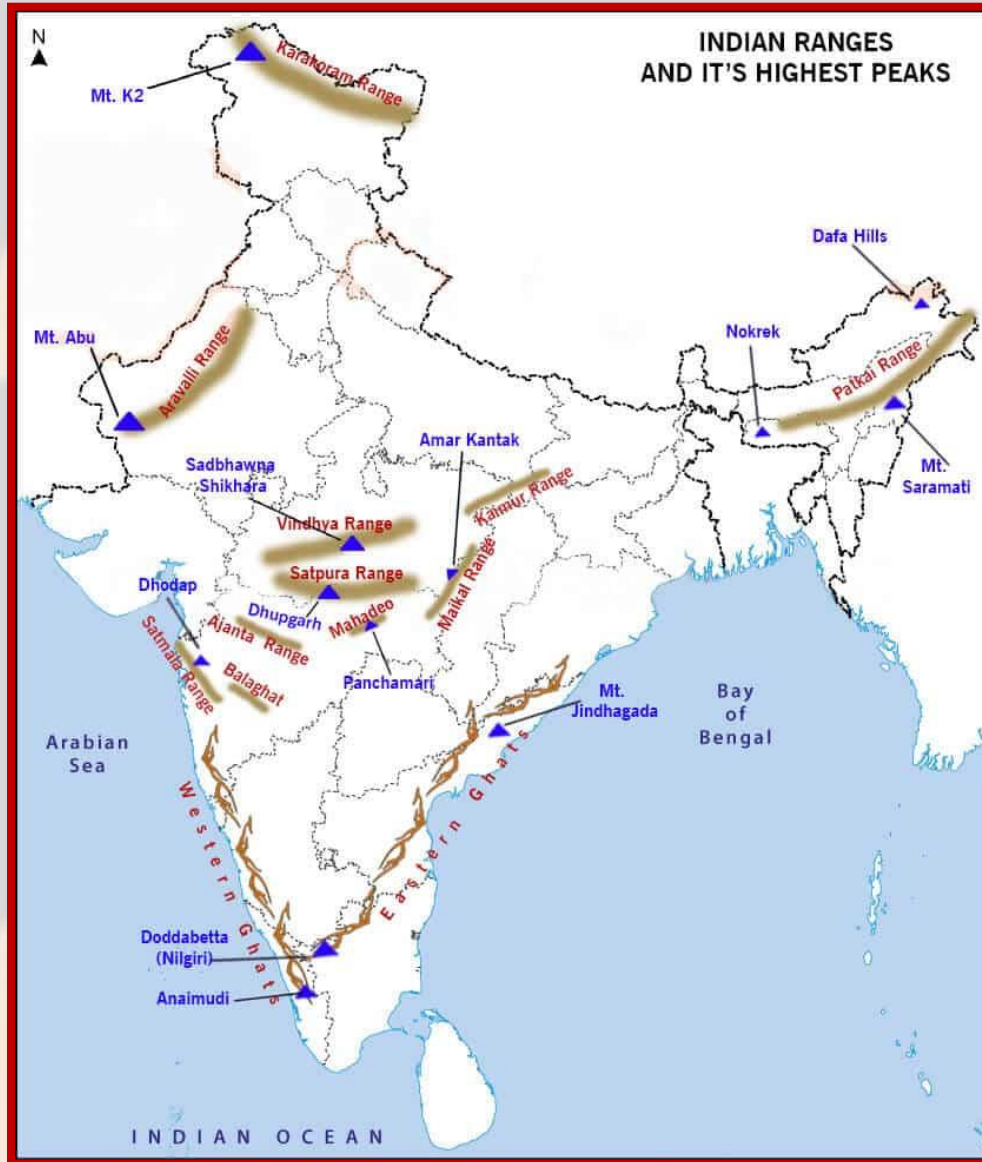 INDIAN RANGES
AND IT'S HIGHEST PEAKS
N
Karakoram Range
Mt. K2
Dafa Hills
Mt. Abu
Aravalli Range
Nokrek
Patkai Range
Mt.
Saramati
Amar Kantak
Sadbhawna
Shikhara
Vindhya Range
Kaimur Range
Satpura Range
Maikal Range
Dhodap
Dhupgarh
Mahadeo
Ajanta Range
Satmala Range
Balaghat
Panchamari
Mt.
Jindhagada
Bay
of
Bengal
Arabian
Sea
Western Ghats
Eastern Ghats
Doddabetta
(Nilgiri)
Anaimudi
INDIAN OCEAN